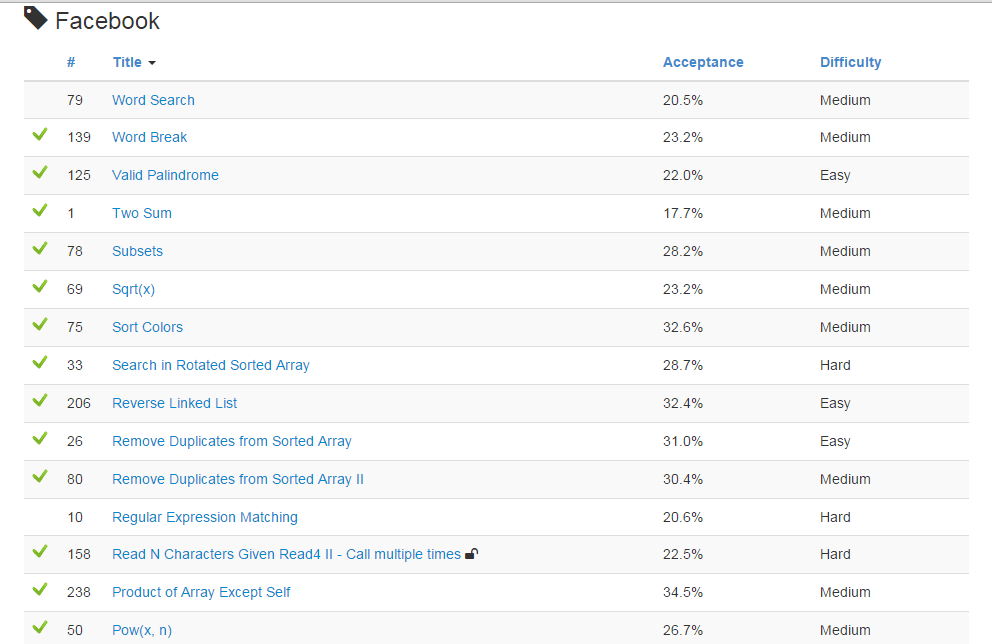 Facebook
# Title Acceptance Difficulty
79 Word Search 20.5% Medium
139 Word Break 23.2% Medium
125 Valid Palindrome 22.0% Easy
1 Two Sum 17.7% Medium
78 Subsets 28.2% Medium
69 Sqrt(x) 23.2% Medium
75 Sort Colors 32.6% Medium
33 Search in Rotated Sorted Array 28.7% Hard
206 Reverse Linked List 32.4% Easy
26 Remove Duplicates from Sorted Array 31.0% Easy
80 Remove Duplicates from Sorted Array II 30.4% Medium
10 Regular Expression Matching 20.6% Hard
158 Read N Characters Given Read4 II - Call multiple times 22.5% Hard
238 Product of Array Except Self 34.5% Medium
50 Pow(x, n) 26.7% Medium